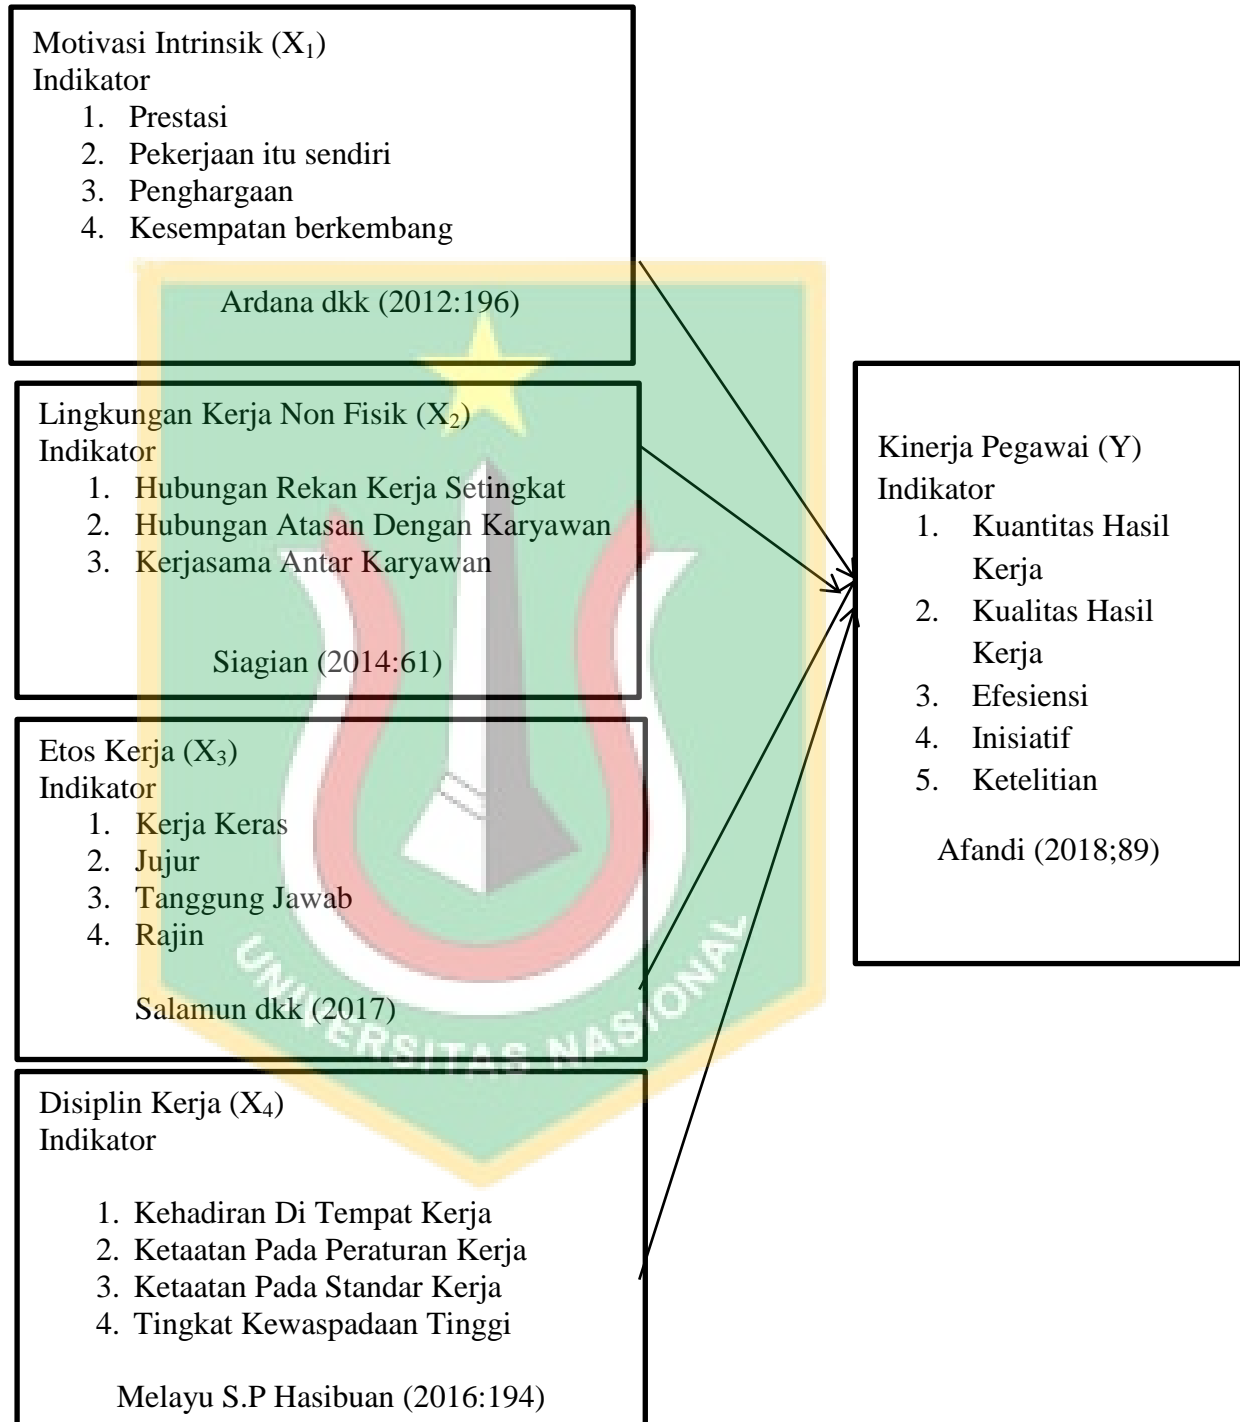 Motivasi Intrinsik (X₁)
Indikator
1. Prestasi
2. Pekerjaan itu sendiri
3. Penghargaan
4. Kesempatan berkembang
Ardana dkk (2012:196)
Lingkungan Kerja Non Fisik (X₂)
Indikator
1. Hubungan Rekan Kerja Setingkat
2. Hubungan Atasan Dengan Karyawan
3. Kerjasama Antar Karyawan
Siagian (2014:61)
Etos Kerja (X₃)
Indikator
1. Kerja Keras
2. Jujur
3. Tanggung Jawab
4. Rajin
Salamun dkk (2017)
Disiplin Kerja (X₄)
Indikator
1. Kehadiran Di Tempat Kerja
2. Ketaatan Pada Peraturan Kerja
3. Ketaatan Pada Standar Kerja
4. Tingkat Kewaspadaan Tinggi
Melayu S.P Hasibuan (2016:194)
Kinerja Pegawai (Y)
Indikator
1. Kuantitas Hasil
Kerja
2. Kualitas Hasil
Kerja
3. Efesiensi
4. Inisiatif
5. Ketelitian
Afandi (2018;89)
UNIVERSITAS NASIONAL